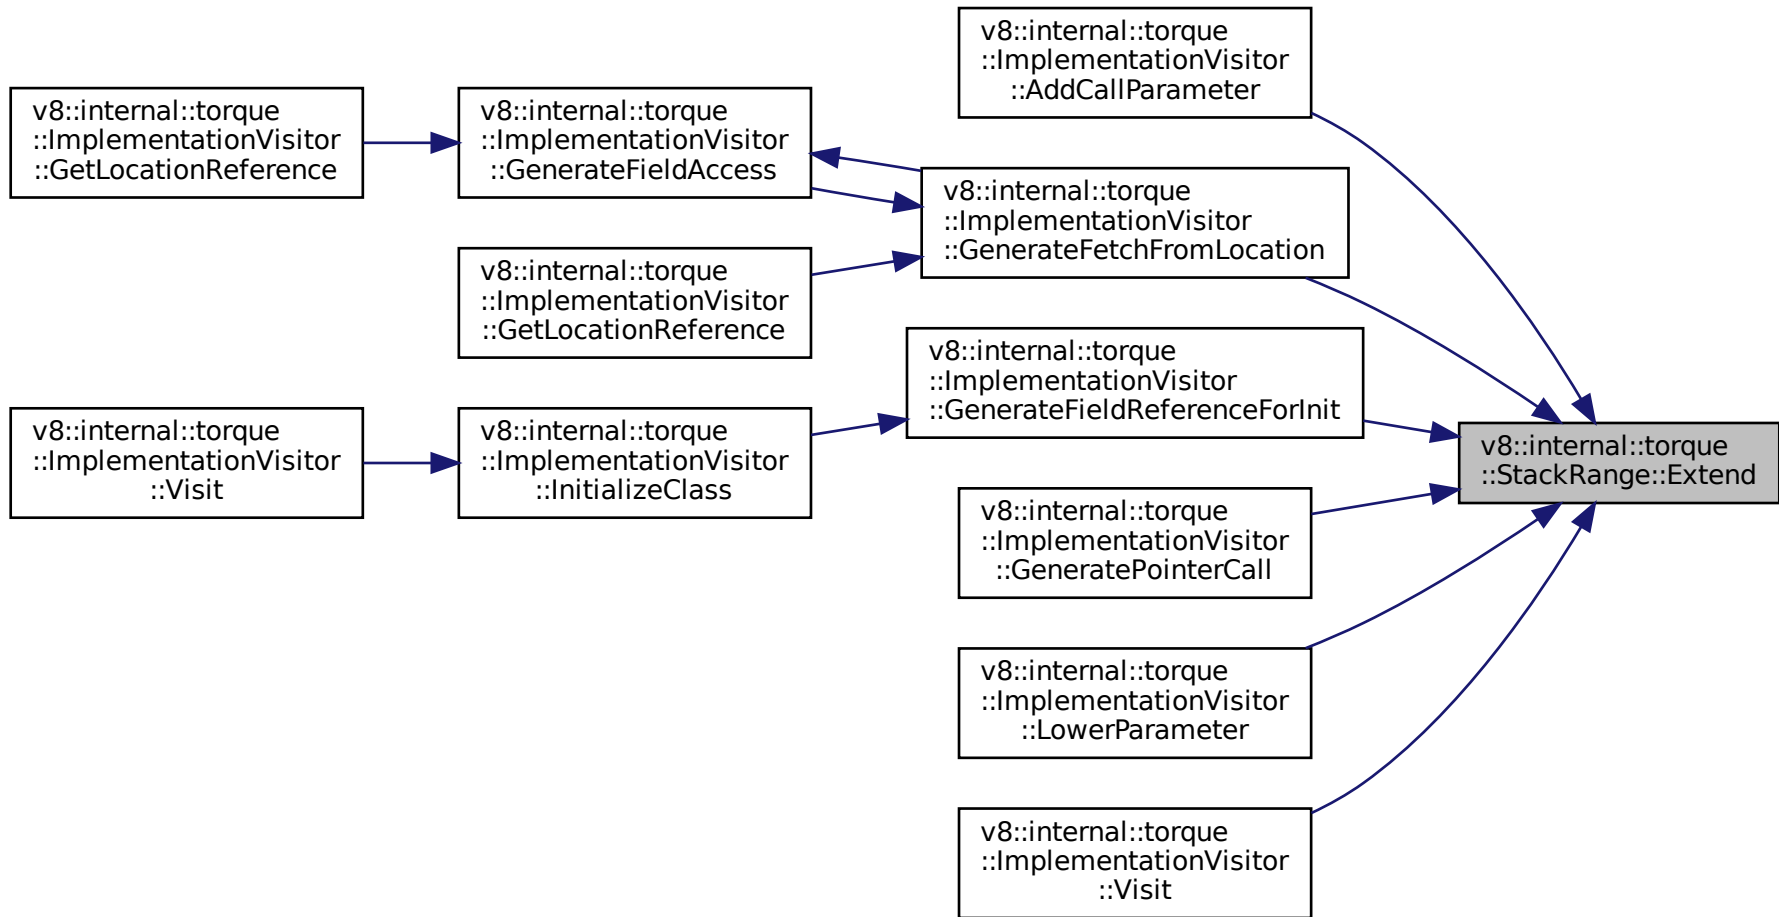 v8::internal::torque
::ImplementationVisitor
::AddCallParameter
v8::internal::torque
::ImplementationVisitor
::GetLocationReference
v8::internal::torque
::ImplementationVisitor
::GenerateFieldAccess
v8::internal::torque
::ImplementationVisitor
::GenerateFetchFromLocation
v8::internal::torque
::ImplementationVisitor
::GetLocationReference
v8::internal::torque
::ImplementationVisitor
::GenerateFieldReferenceForInit
v8::internal::torque
::ImplementationVisitor
::Visit
v8::internal::torque
::ImplementationVisitor
::InitializeClass
v8::internal::torque
::StackRange::Extend
v8::internal::torque
::ImplementationVisitor
::GeneratePointerCall
v8::internal::torque
::ImplementationVisitor
::LowerParameter
v8::internal::torque
::ImplementationVisitor
::Visit